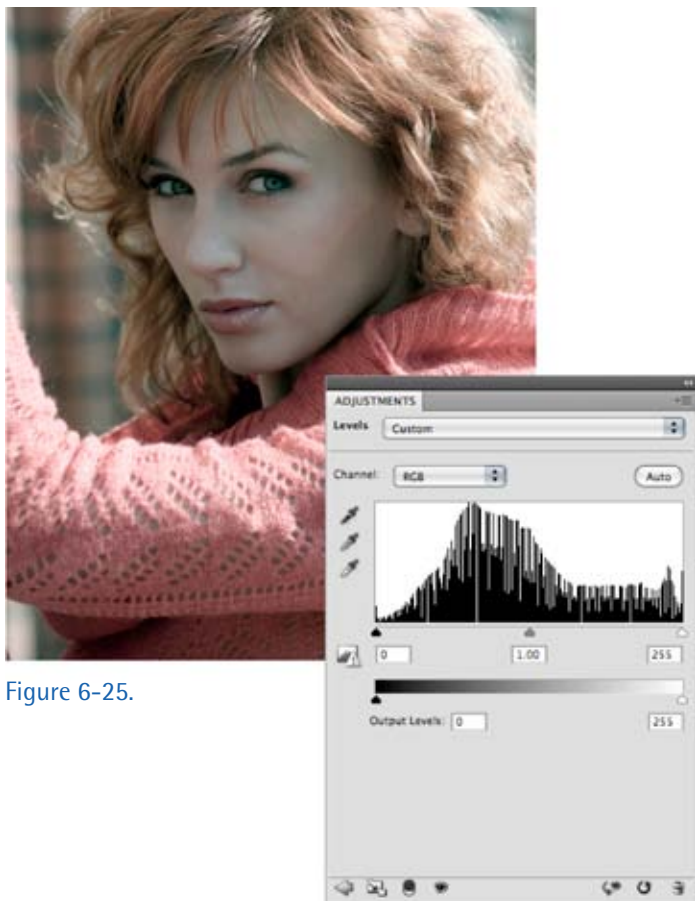 ADJUSTMENTS
Levels Custom
Channel: RGB Auto
0 1.00 255
Output Levels: 0 255
Figure 6-25.